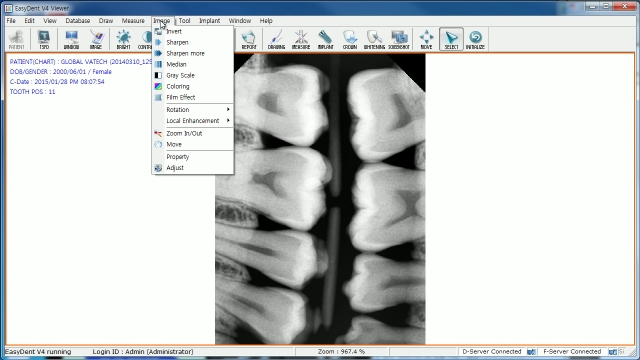 EasyDent V4 Viewer
File Edit View Database Draw Measure Image Tool Implant Window Help
PATIENT TSPD WINDOW IMAGE BRIGHT REPORT DRAWING MEASURE IMPLANT CROWN WHITENING SCREENSHOT MOVE SELECT INITIALIZE
PATIENT(CHART) : GLOBAL VATECH (20140310_125
DOB/GENDER : 2000/06/01 / Female
C-Date : 2015/01/28 PM 08:07:54
TOOTH POS : 11
Invert
Sharpen
Sharpen more
Median
Gray Scale
Coloring
Film Effect
Rotation
Local Enhancement
Zoom In/Out
Move
Property
Adjust
EasyDent V4 running Login ID : Admin (Administrator) Zoom : 967.4 % D-Server Connected F-Server Connected